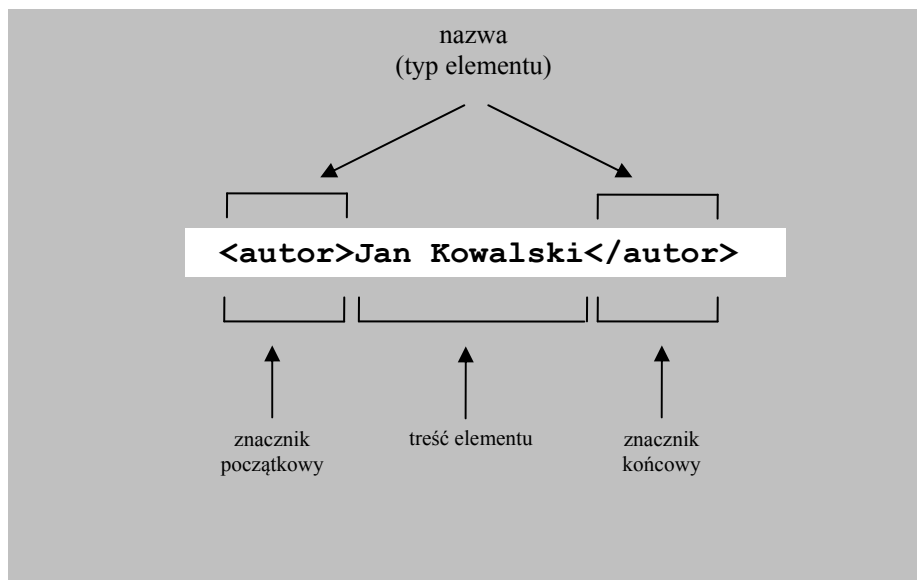 nazwa
(typ elementu)
<autor>Jan Kowalski</autor>
znacznik
początkowy
treść elementu
znacznik
końcowy